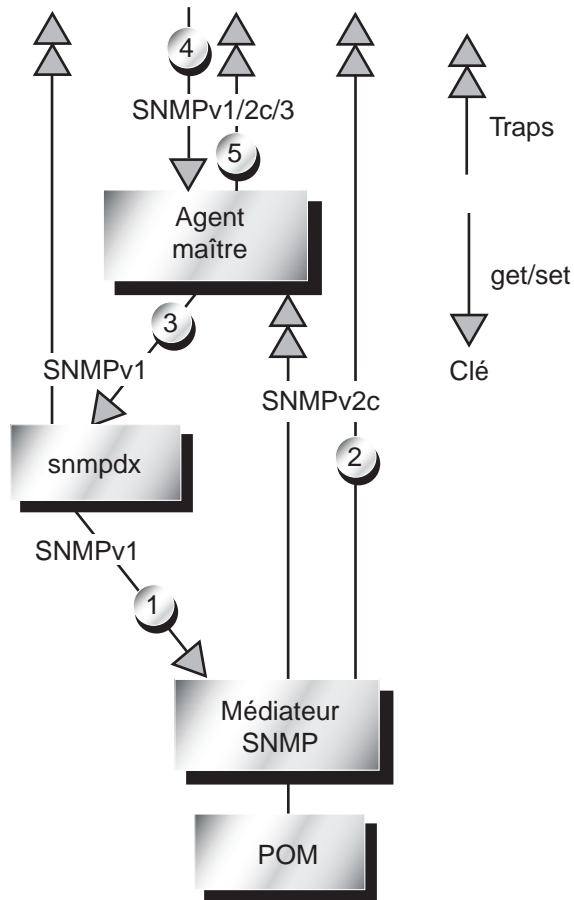 4
SNMPv1/2c/3
5
Traps
Agent
maître
get/set
3
SNMPv1
Clé
SNMPv2c
snmpdx
2
SNMPv1
1
Médiateur
SNMP
POM